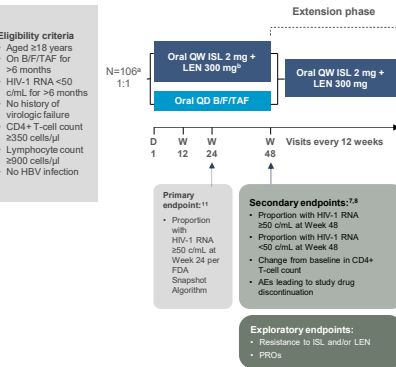 Extension phase
Eligibility criteria
Aged ≥18 years
On B/F/TAF for
>6 months
HIV-1 RNA <50
c/mL for >6 months
No history of
virologic failure
CD4+ T-cell count
≥350 cells/µl
Lymphocyte count
≥900 cells/µl
No HBV infection
N=106ᵃ
1:1
Oral QW ISL 2 mg +
LEN 300 mgᵇ
Oral QD B/F/TAF
Oral QW ISL 2 mg +
LEN 300 mg
D
1
W
12
W
24
W
48
Visits every 12 weeks
Primary
endpoint:¹¹
• Proportion
with
HIV-1 RNA
≥50 c/mL at
Week 24 per
FDA
Snapshot
Algorithm
Secondary endpoints:⁷,⁸
• Proportion with HIV-1 RNA
≥50 c/mL at Week 48
• Proportion with HIV-1 RNA
<50 c/mL at Week 48
• Change from baseline in CD4+
T-cell count
• AEs leading to study drug
discontinuation
Exploratory endpoints:
• Resistance to ISL and/or LEN
• PROs